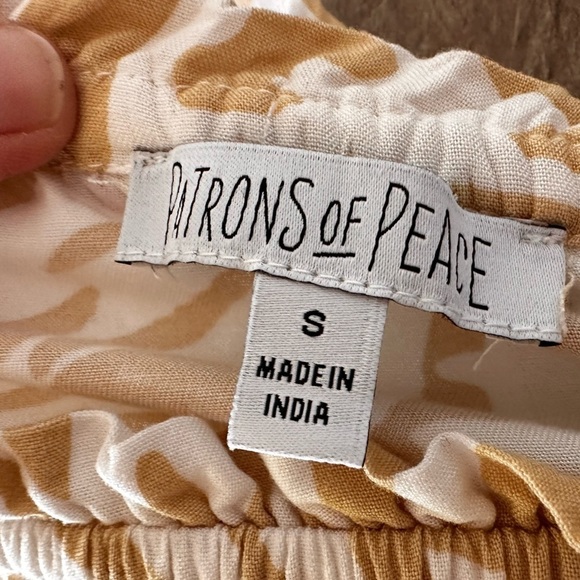 PATRONS OF PEACE
S
MADE IN
INDIA